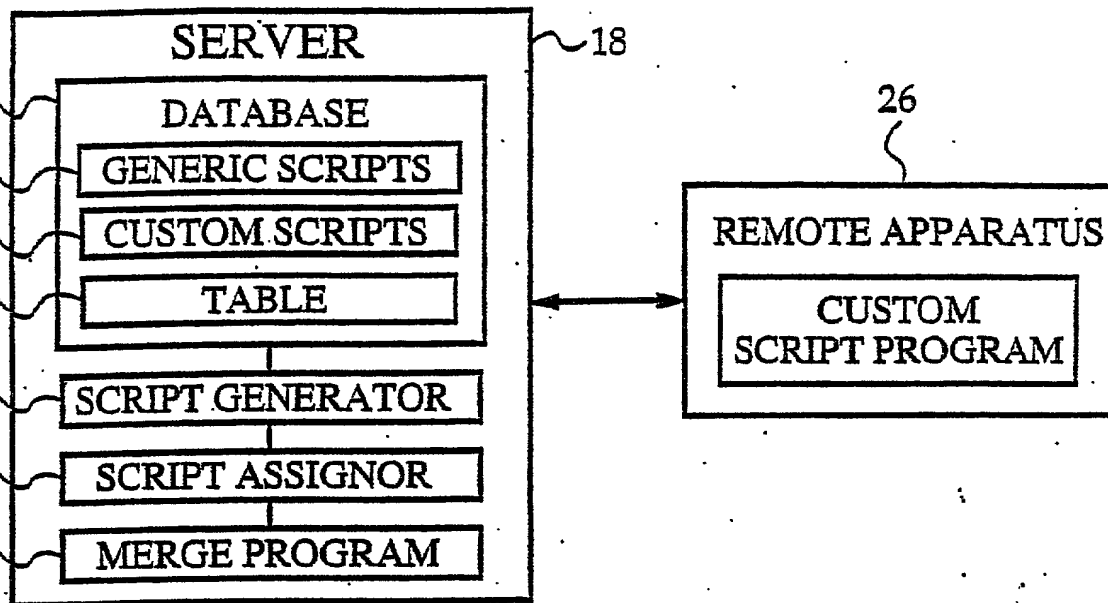 SERVER
18
DATABASE
GENERIC SCRIPTS
CUSTOM SCRIPTS
TABLE
SCRIPT GENERATOR
SCRIPT ASSIGNOR
MERGE PROGRAM
26
REMOTE APPARATUS
CUSTOM
SCRIPT PROGRAM